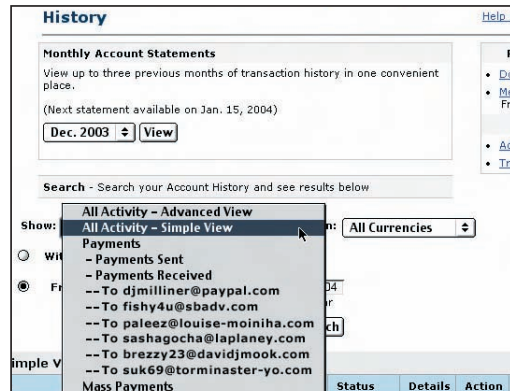 History
Help
Monthly Account Statements
View up to three previous months of transaction history in one convenient
place.
(Next statement available on Jan. 15, 2004)
Dec. 2003 View
Search - Search your Account History and see results below
Show:
All Activity – Advanced View
All Activity – Simple View
All Currencies
Payments
– Payments Sent
– Payments Received
--To djmilliner@paypal.com
--To fishy4u@sbadv.com
--To paleez@louise-moiniha.com
--To sashagocha@laplaney.com
--To brezzy23@davidjmook.com
--To suk69@torminaster-yo.com
Mass Payments
Status Details Action